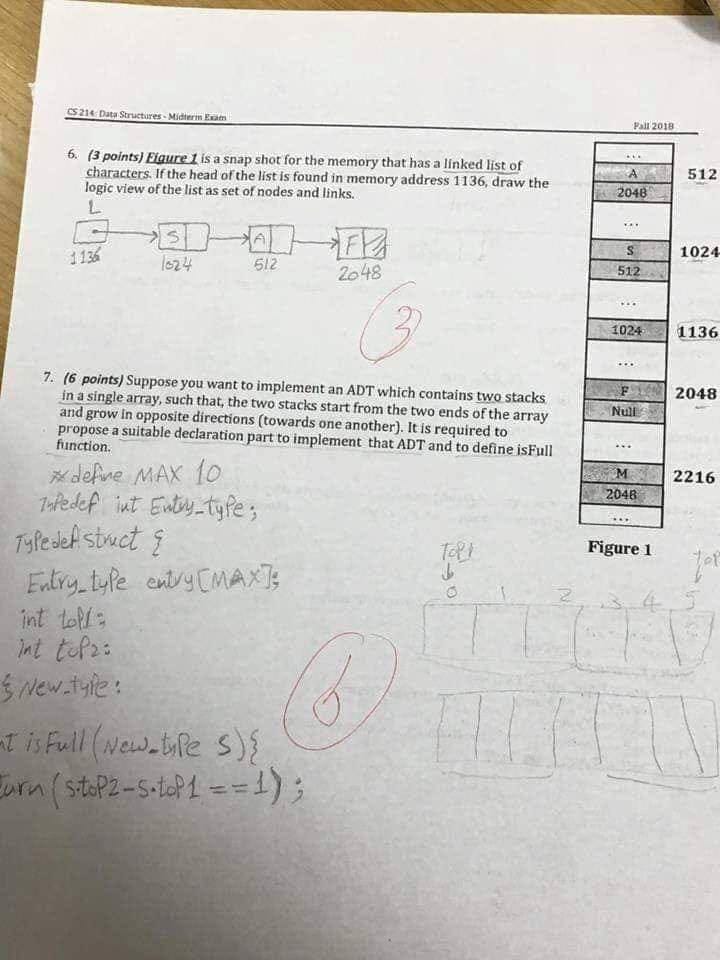 CS 214: Data Structures - Midterm Exam
Fall 2018
6. (3 points) Figure 1 is a snap shot for the memory that has a linked list of
characters. If the head of the list is found in memory address 1136, draw the
logic view of the list as set of nodes and links.
L
S A F
1136 1024 512 2048
3
...
A 512
2048
...
S 1024
512
...
1024 1136
...
F 2048
Null
...
M 2216
2048
...
Figure 1
7. (6 points) Suppose you want to implement an ADT which contains two stacks
in a single array, such that, the two stacks start from the two ends of the array
and grow in opposite directions (towards one another). It is required to
propose a suitable declaration part to implement that ADT and to define isFull
function.
# define MAX 10
Typedef int Entry_type;
Typedef struct {
Entry_type entry[MAX];
int top1;
int top2;
} New_type;
nt isFull (New_type S){
turn (s.top2-s.top1 ==1);
6
Top1 top
0 1 2 3 4 5